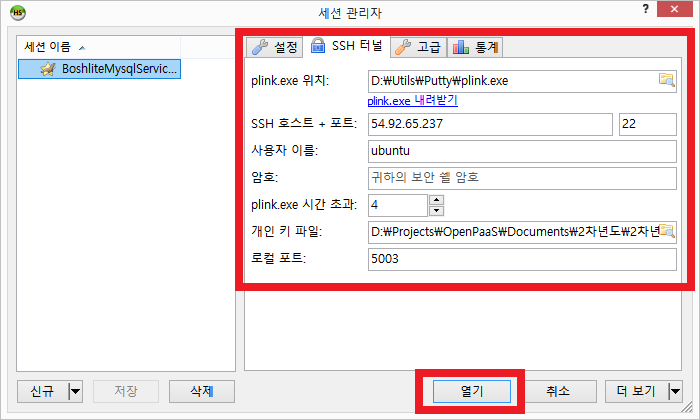 HS
세션 관리자
?
세션 이름
BoshliteMysqlServic...
설정
SSH 터널
고급
통계
plink.exe 위치: D:₩Utils₩Putty₩plink.exe
plink.exe 내려받기
SSH 호스트 + 포트: 54.92.65.237 22
사용자 이름: ubuntu
암호: 귀하의 보안 쉘 암호
plink.exe 시간 초과: 4
개인 키 파일: D:₩Projects₩OpenPaaS₩Documents₩2차년도₩2차년
로컬 포트: 5003
신규 저장 삭제 열기 취소 더 보기